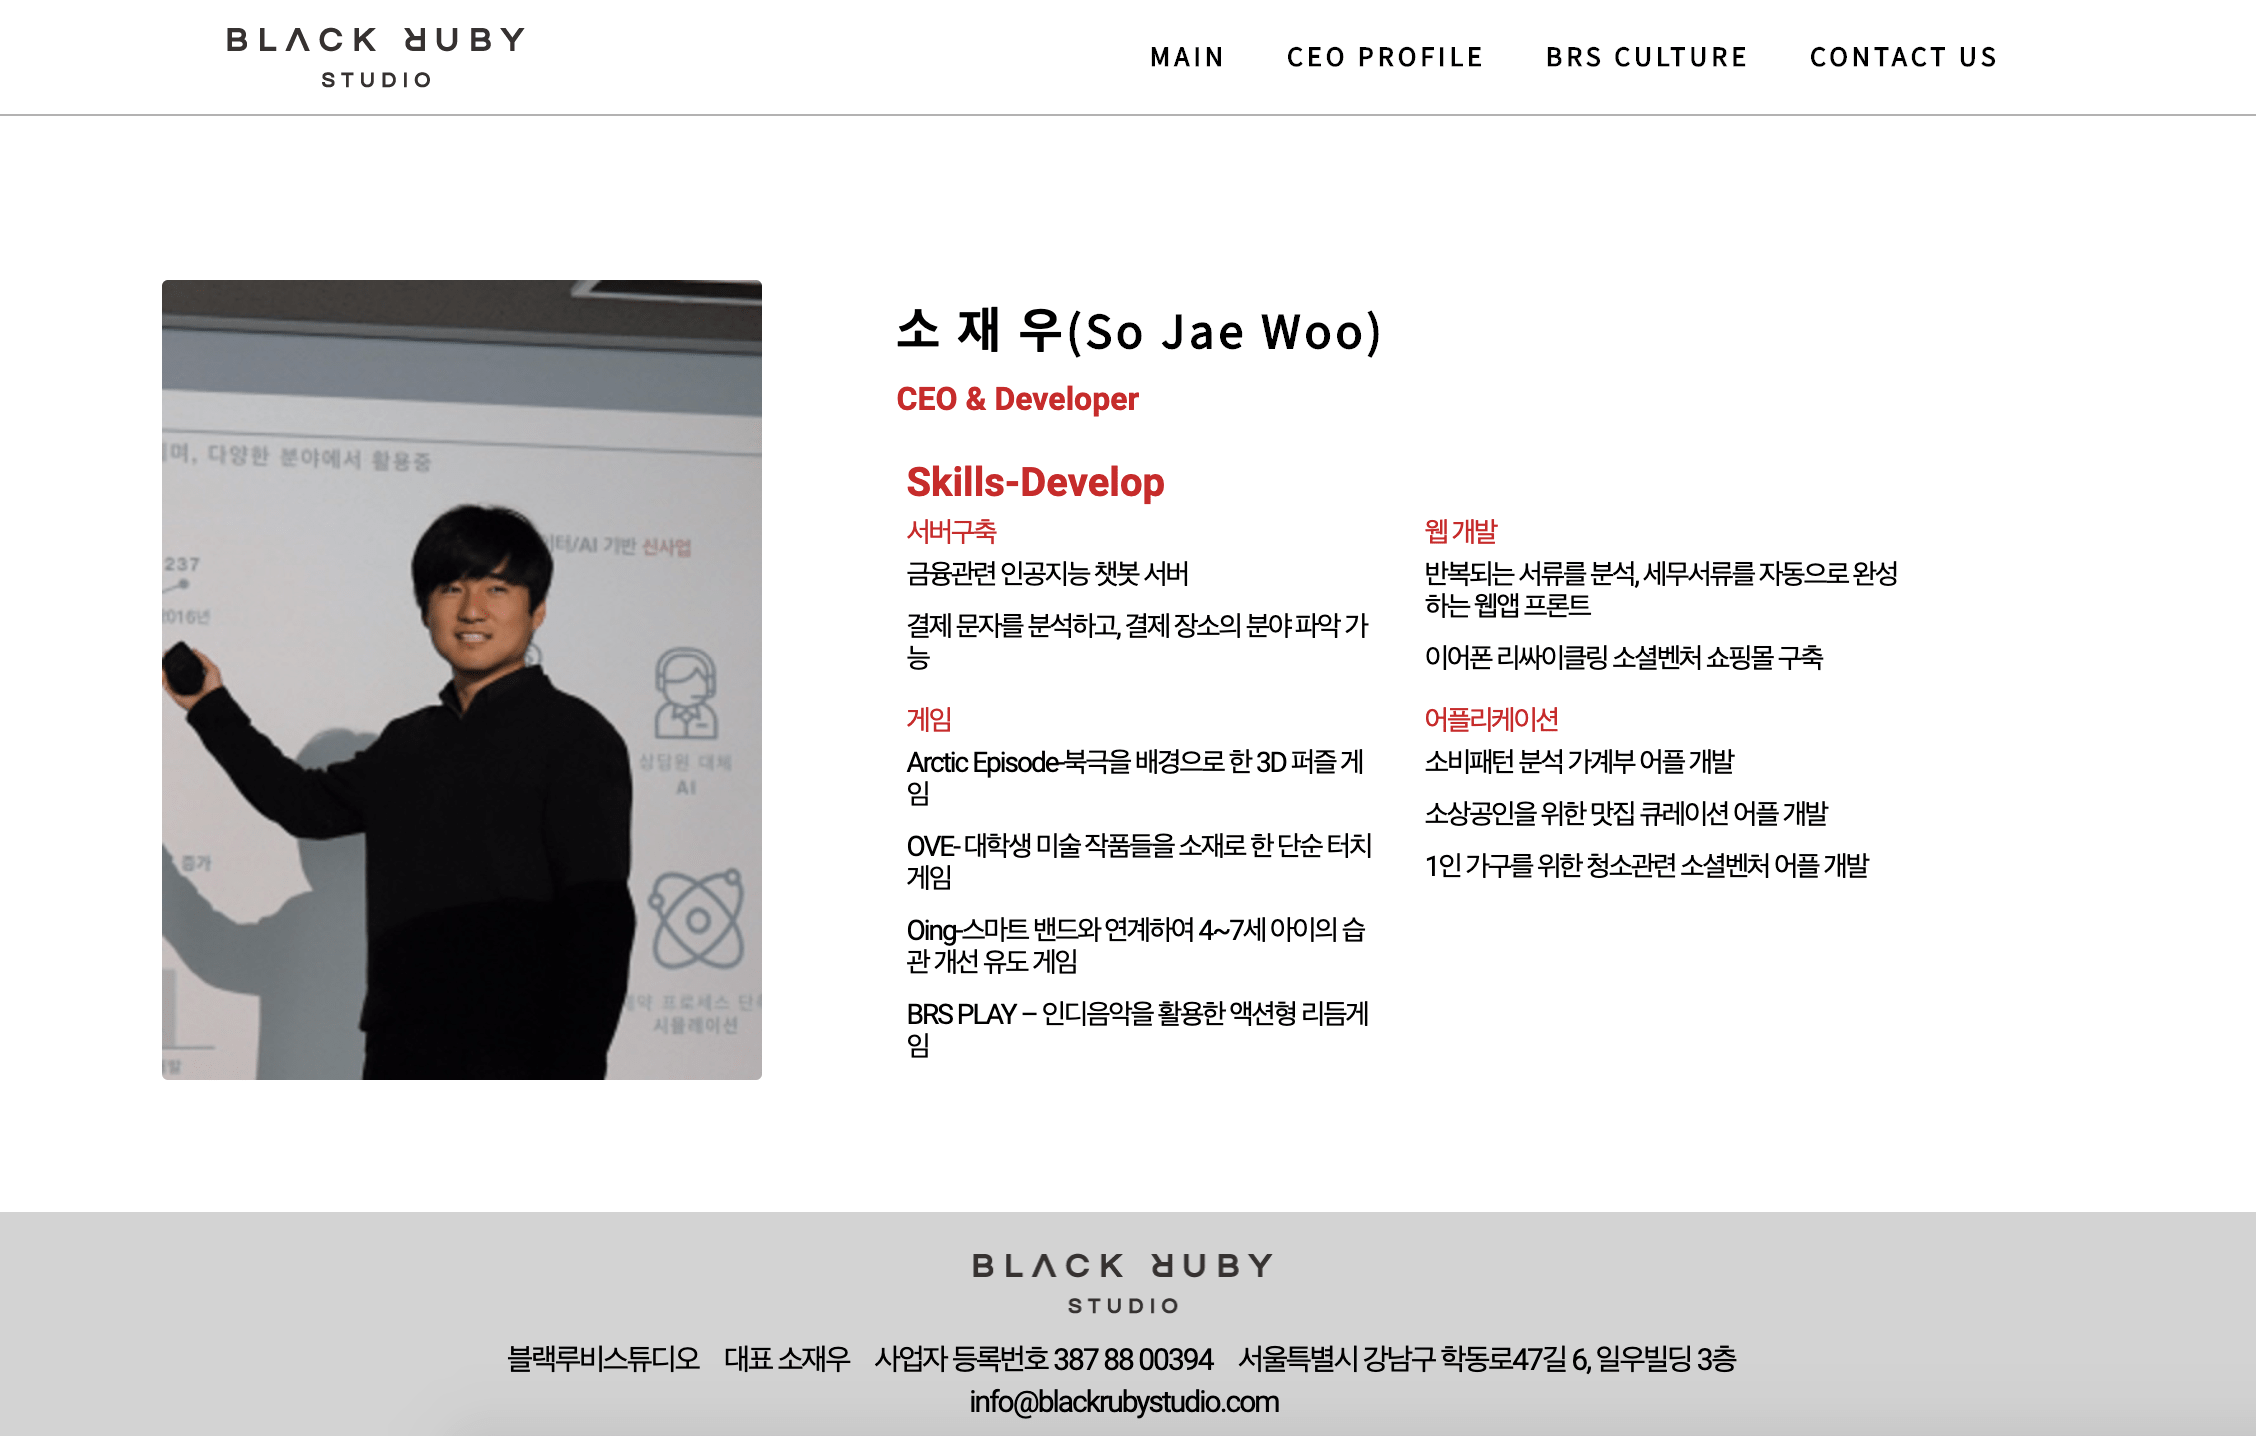 BLACK RUBY
STUDIO
MAIN
CEO PROFILE
BRS CULTURE
CONTACT US
며, 다양한 분야에서 활용중
터/AI 기반 신사업
237
2016년
상담원 대체
AI
증가
약 프로세스 단
시뮬레이션
소 재 우(So Jae Woo)
CEO & Developer
Skills-Develop
서버구축
금융관련 인공지능 챗봇 서버
결제 문자를 분석하고, 결제 장소의 분야 파악 가
능
게임
Arctic Episode-북극을 배경으로 한 3D 퍼즐 게
임
OVE- 대학생 미술 작품들을 소재로 한 단순 터치
게임
Oing-스마트 밴드와 연계하여 4~7세 아이의 습
관 개선 유도 게임
BRS PLAY – 인디음악을 활용한 액션형 리듬게
임
웹 개발
반복되는 서류를 분석, 세무서류를 자동으로 완성
하는 웹앱 프론트
이어폰 리싸이클링 소셜벤처 쇼핑몰 구축
어플리케이션
소비패턴 분석 가계부 어플 개발
소상공인을 위한 맛집 큐레이션 어플 개발
1인 가구를 위한 청소관련 소셜벤처 어플 개발
BLACK RUBY
STUDIO
블랙루비스튜디오 대표 소재우 사업자 등록번호 387 88 00394 서울특별시 강남구 학동로47길 6, 일우빌딩 3층
info@blackrubystudio.com